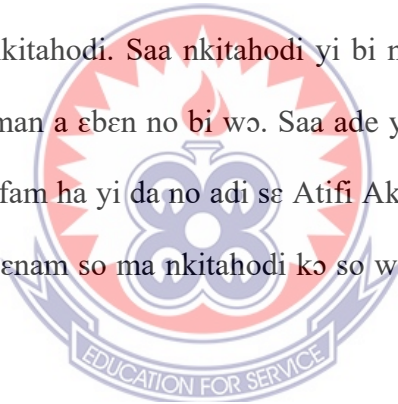 nkitahodi. Saa nkitahodi yi bi n
man a ɛbɛn no bi wɔ. Saa ade y
fam ha yi da no adi sɛ Atifi Ak
ɛnam so ma nkitahodi kɔ so w
EDUCATION FOR SERVICE